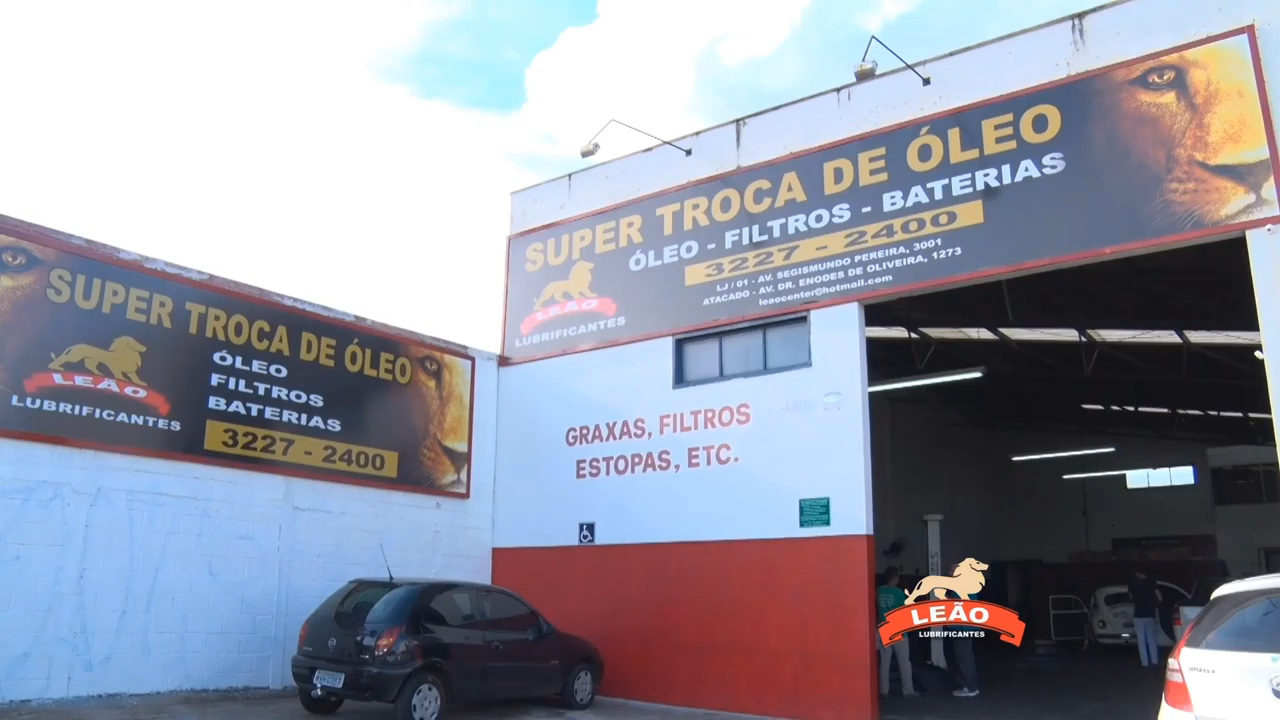 SUPER TROCA DE ÓLEO
ÓLEO - FILTROS - BATERIAS
3227 - 2400
LJ / 01 - AV. SEGISMUNDO PEREIRA, 3001
ATACADO - AV. DR. ENODES DE OLIVEIRA, 1273
leaocenter@hotmail.com
LEÃO
LUBRIFICANTES
SUPER TROCA DE ÓLEO
ÓLEO
FILTROS
BATERIAS
3227 - 2400
LEÃO
LUBRIFICANTES
GRAXAS, FILTROS
ESTOPAS, ETC.
LEÃO
LUBRIFICANTES